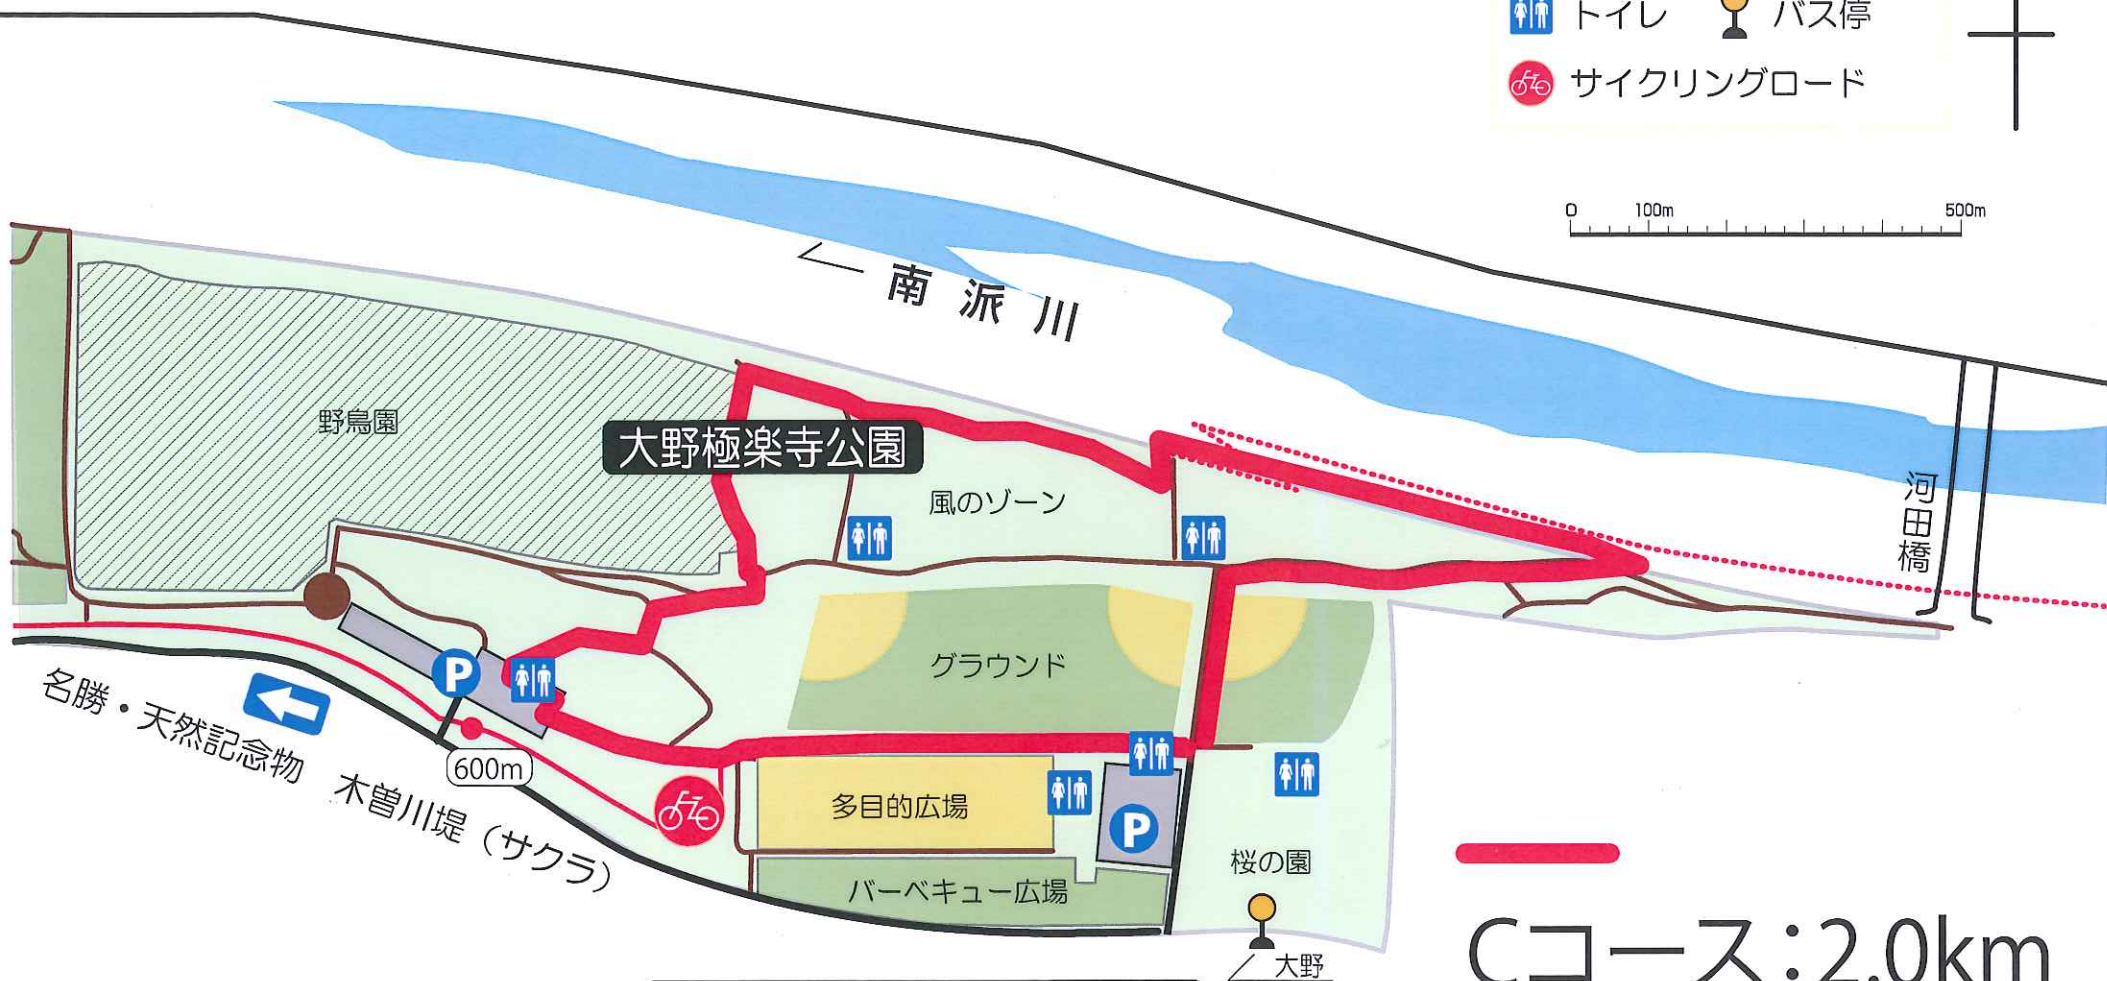 トイレ
バス停
サイクリングロード
0 100m 500m
南派川
野鳥園
大野極楽寺公園
風のゾーン
河田橋
グラウンド
P
名勝・天然記念物 木曽川堤(サクラ)
600m
多目的広場
P
桜の園
バーベキュー広場
大野
Cコース:2.0km